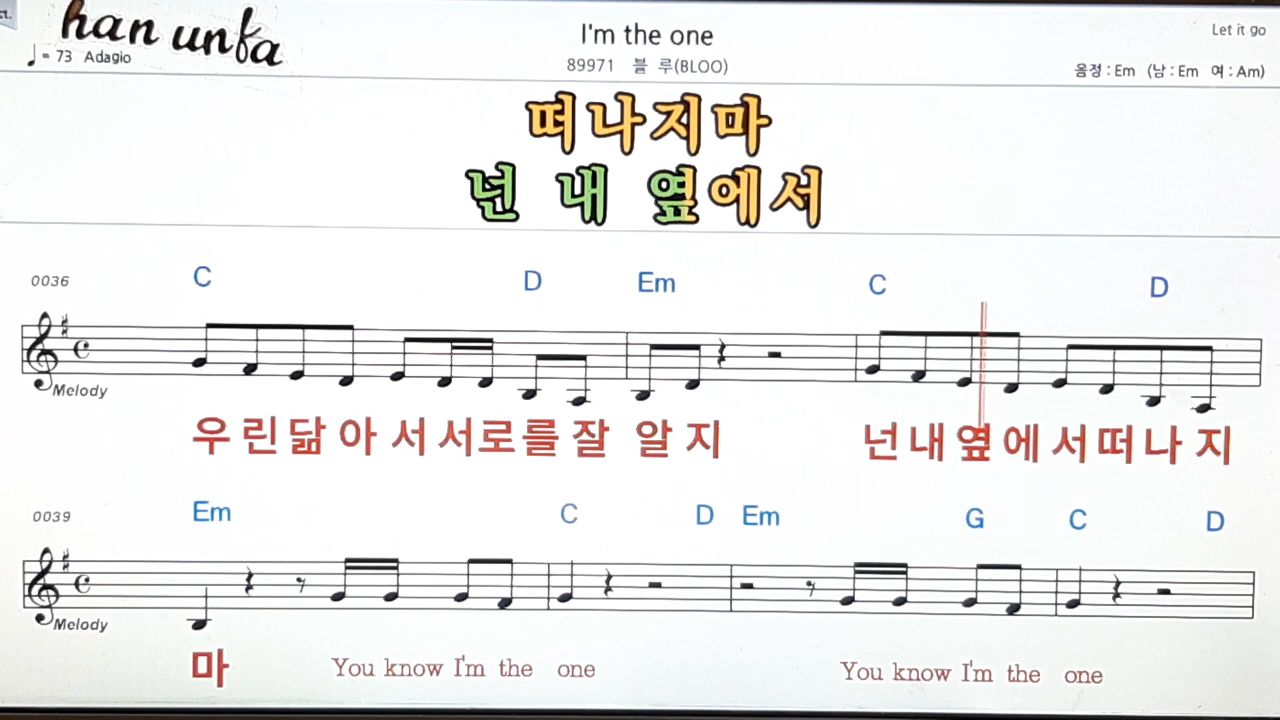 ct.
han unfa
♩= 73 Adagio
I'm the one
89971 블 루(BLOO)
Let it go
음정 : Em (남 : Em 여 : Am)
떠나지마
넌 내 옆에서
0036
C D Em C D
Melody
우 린 닮 아 서 서로를 잘 알 지 넌 내 옆 에 서 떠 나 지
0039
Em C D Em G C D
Melody
마 You know I'm the one You know I'm the one